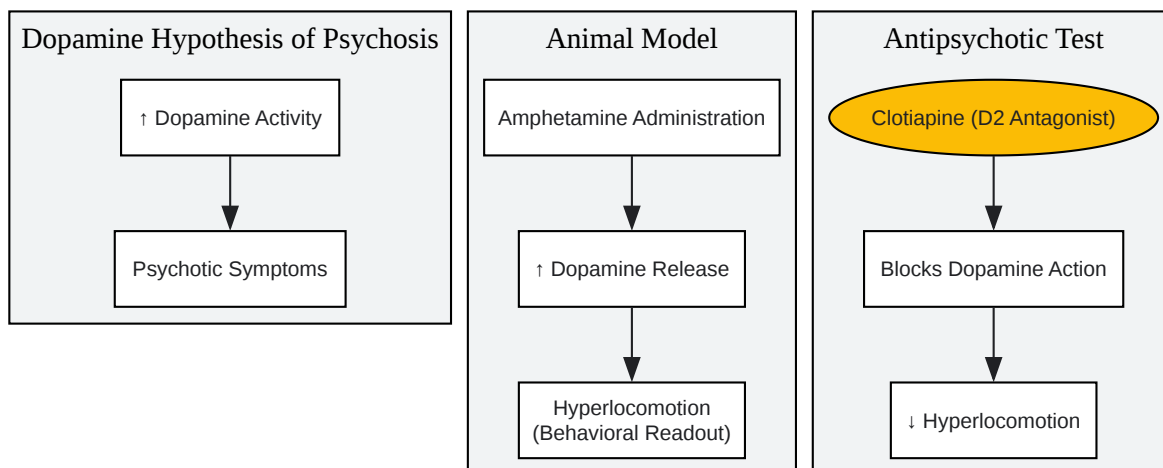 Dopamine Hypothesis of Psychosis
↑ Dopamine Activity
Psychotic Symptoms
Animal Model
Amphetamine Administration
↑ Dopamine Release
Hyperlocomotion
(Behavioral Readout)
Antipsychotic Test
Clotiapine (D2 Antagonist)
Blocks Dopamine Action
↓ Hyperlocomotion